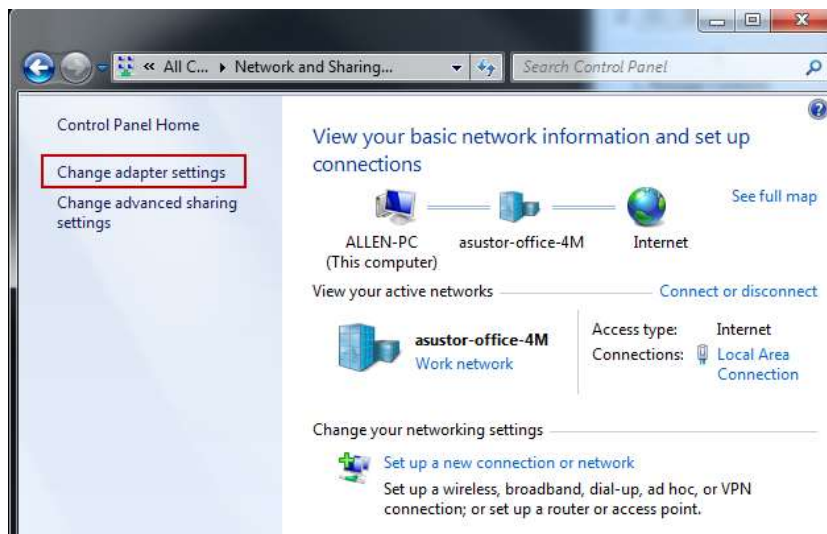 « All C... ▸ Network and Sharing...
Search Control Panel
Control Panel Home
Change adapter settings
Change advanced sharing
settings
View your basic network information and set up
connections
See full map
ALLEN-PC
(This computer)
asustor-office-4M
Internet
View your active networks
Connect or disconnect
asustor-office-4M
Work network
Access type: Internet
Connections: Local Area
Connection
Change your networking settings
Set up a new connection or network
Set up a wireless, broadband, dial-up, ad hoc, or VPN
connection; or set up a router or access point.